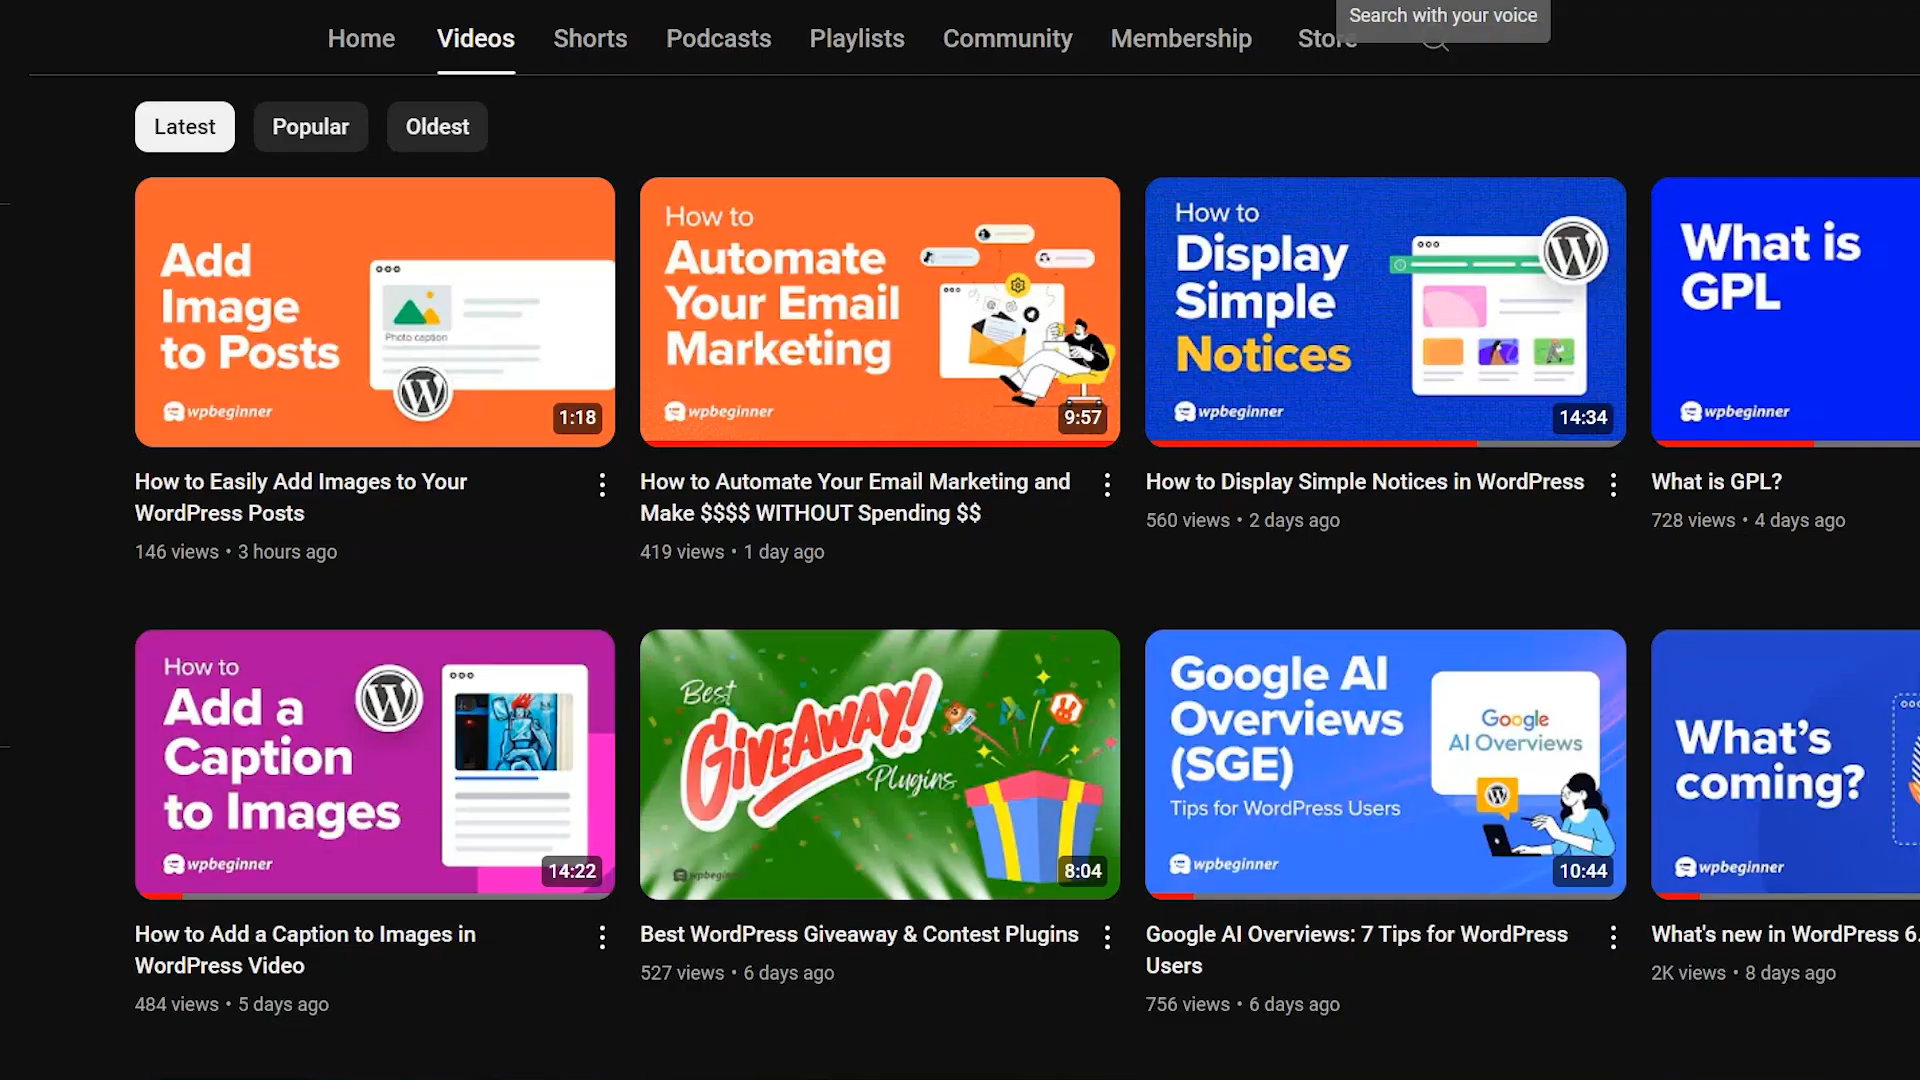 Search with your voice
Home Videos Shorts Podcasts Playlists Community Membership Store
Latest Popular Oldest
Add
Image
to Posts
Photo caption
wpbeginner
1:18
How to
Automate
Your Email
Marketing
wpbeginner
9:57
How to
Display
Simple
Notices
wpbeginner
14:34
What is
GPL
wpbeginner
How to Easily Add Images to Your
WordPress Posts
146 views • 3 hours ago
How to Automate Your Email Marketing and
Make $$$$ WITHOUT Spending $$
419 views • 1 day ago
How to Display Simple Notices in WordPress
560 views • 2 days ago
What is GPL?
728 views • 4 days ago
How to
Add a
Caption
to Images
wpbeginner
14:22
Best
GIVEAWAY!
Plugins
wpbeginner
8:04
Google AI
Overviews
(SGE)
Tips for WordPress Users
Google
AI Overviews
wpbeginner
10:44
What's
coming?
wpbeginner
How to Add a Caption to Images in
WordPress Video
484 views • 5 days ago
Best WordPress Giveaway & Contest Plugins
527 views • 6 days ago
Google AI Overviews: 7 Tips for WordPress
Users
756 views • 6 days ago
What's new in WordPress 6.
2K views • 8 days ago